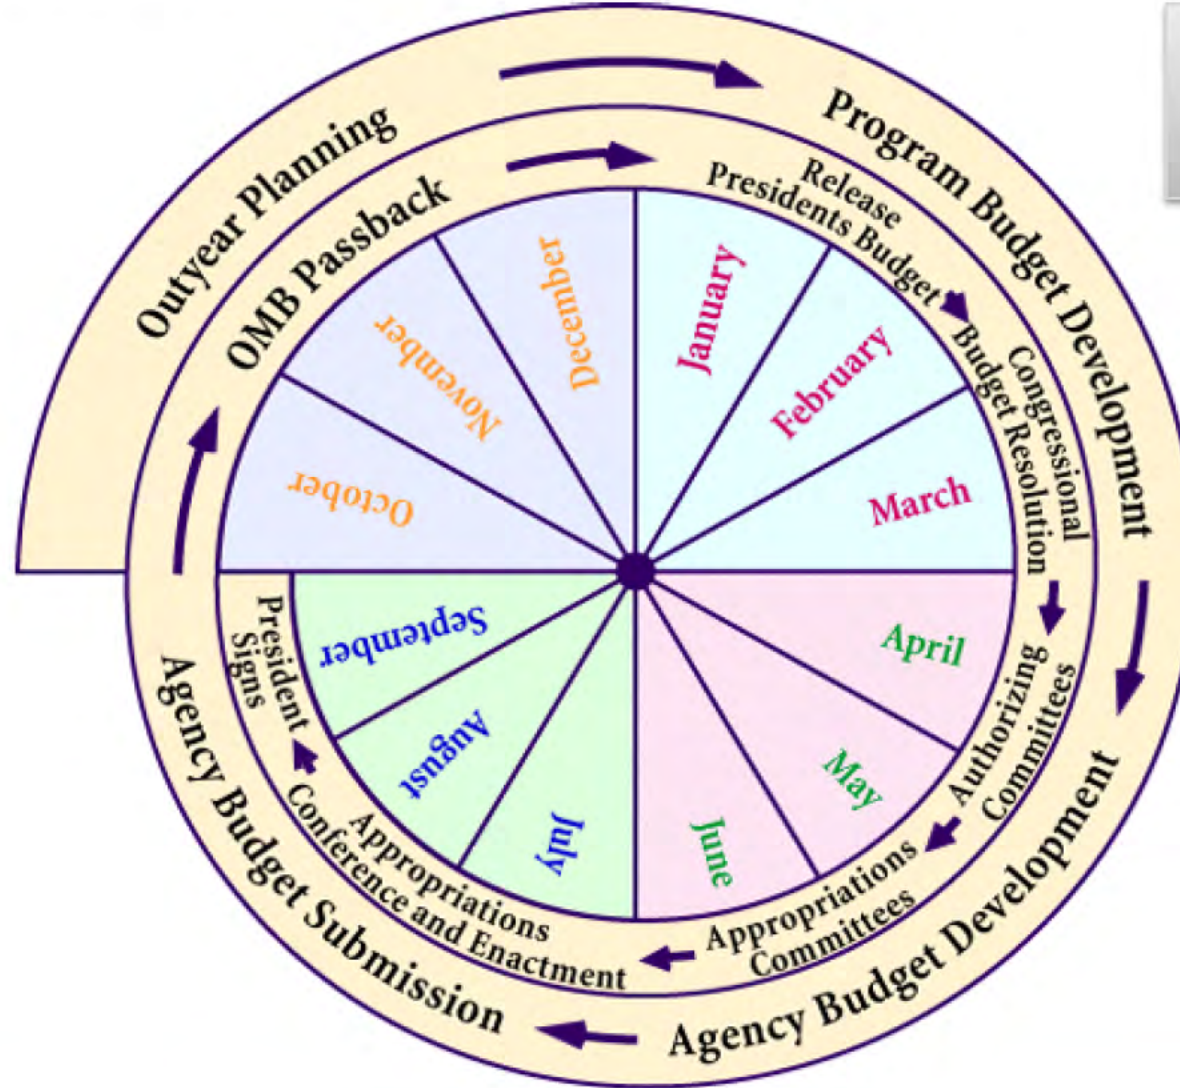 Outyear Planning
Program Budget Development
Agency Budget Development
Agency Budget Submission
OMB Passback
Release
Presidents Budget
Congressional
Budget Resolution
Authorizing
Committees
Appropriations
Committees
Appropriations
Conference and Enactment
President
Signs
January
February
March
April
May
June
July
August
September
October
November
December